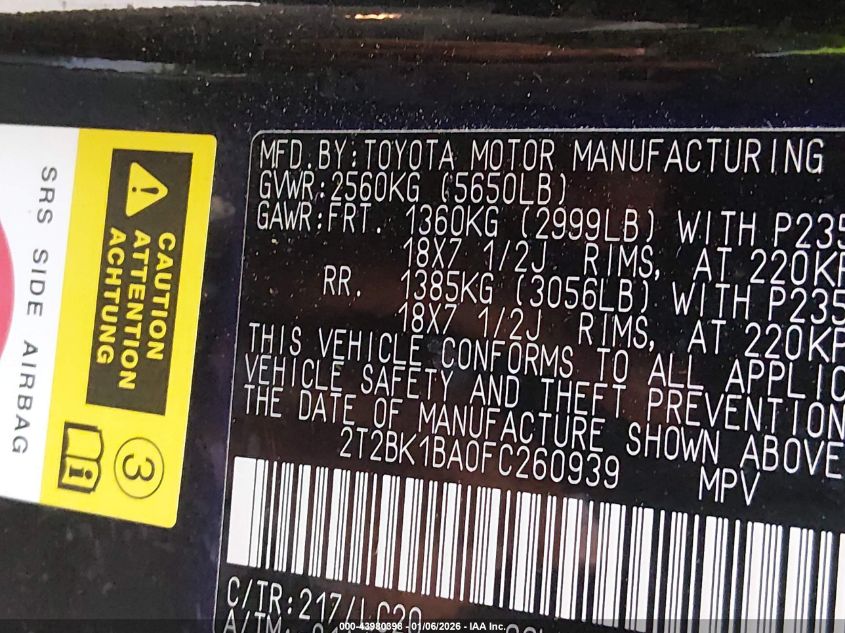 SRS SIDE AIRBAG
CAUTION
ATTENTION
ACHTUNG
3
MFD.BY:TOYOTA MOTOR MANUFACTURING
GVWR:2560KG (5650LB)
GAWR:FRT. 1360KG (2999LB) WITH P235
18X7 1/2J RIMS, AT 220KP
RR. 1385KG (3056LB) WITH P235
18X7 1/2J RIMS, AT 220KP
THIS VEHICLE CONFORMS TO ALL APPLIC
VEHICLE SAFETY AND THEFT PREVENTION
THE DATE OF MANUFACTURE SHOWN ABOVE
2T2BK1BA0FC260939 MPV
C/TR:217/LC20
A/TM:
000-43980398 - 01/06/2026 - IAA Inc.